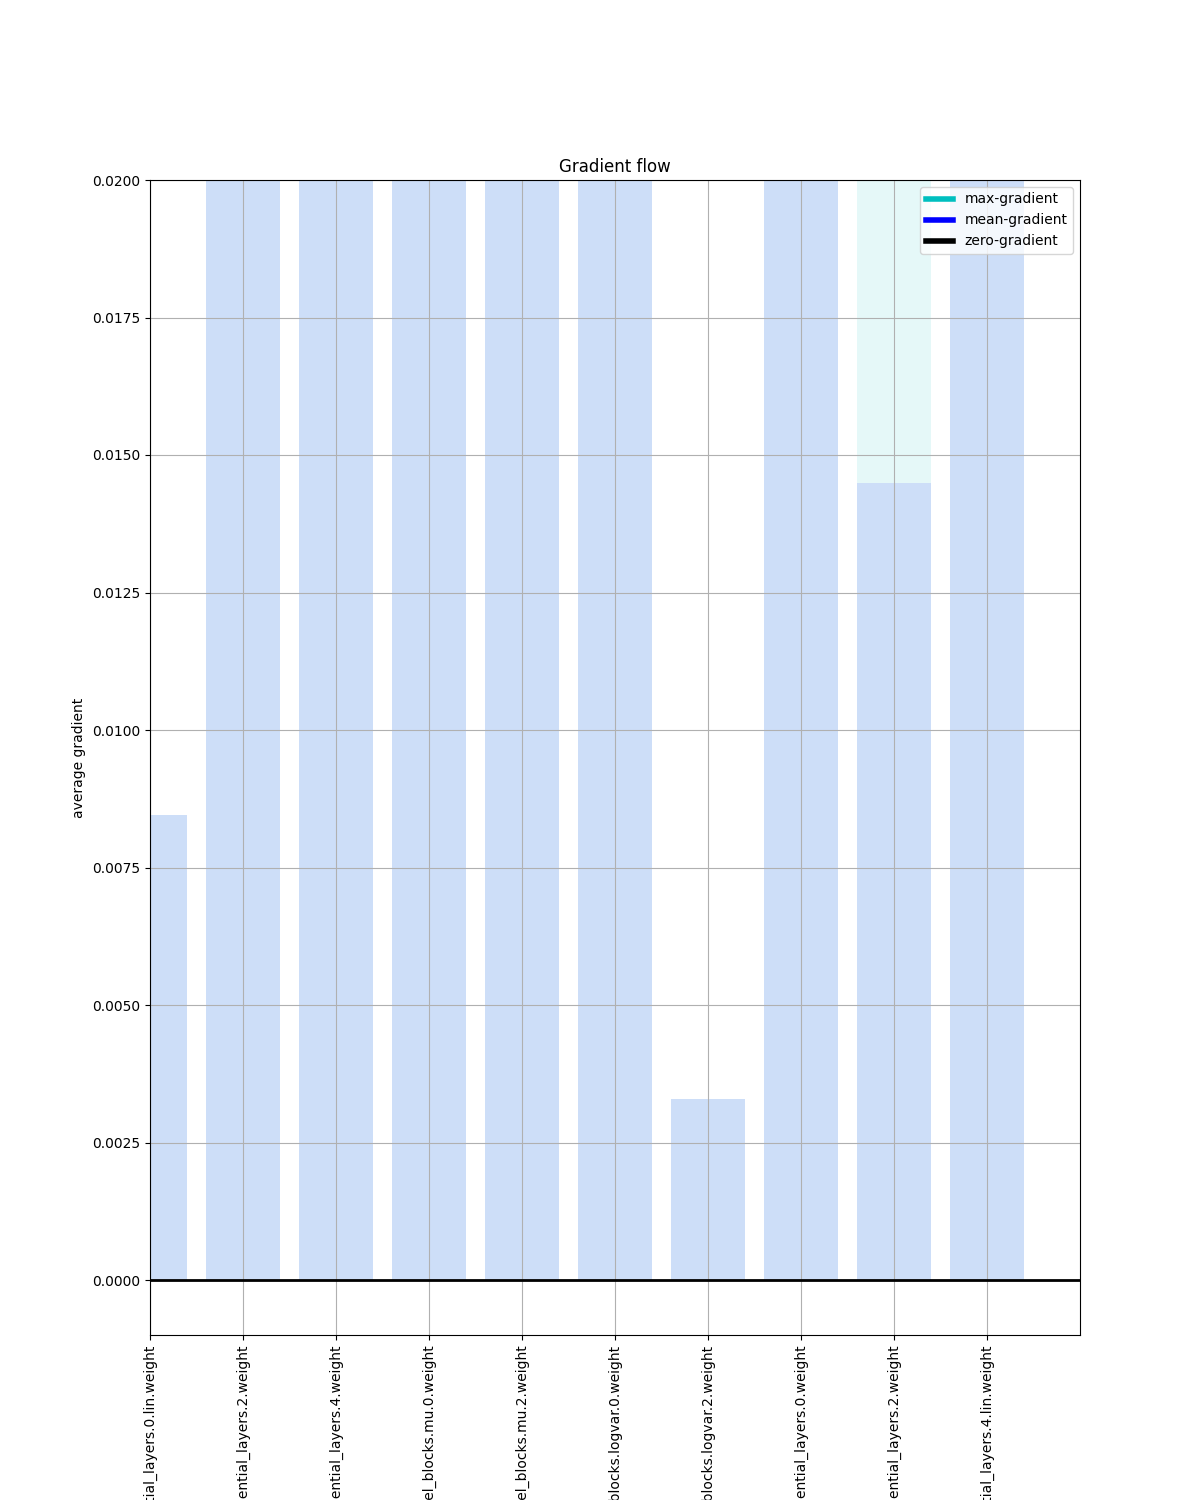 Gradient flow
max-gradient
mean-gradient
zero-gradient
0.0200
0.0175
0.0150
0.0125
0.0100
0.0075
0.0050
0.0025
0.0000
average gradient
tial_layers.0.lin.weight
ential_layers.2.weight
ential_layers.4.weight
el_blocks.mu.0.weight
el_blocks.mu.2.weight
blocks.logvar.0.weight
blocks.logvar.2.weight
ential_layers.0.weight
ential_layers.2.weight
tial_layers.4.lin.weight